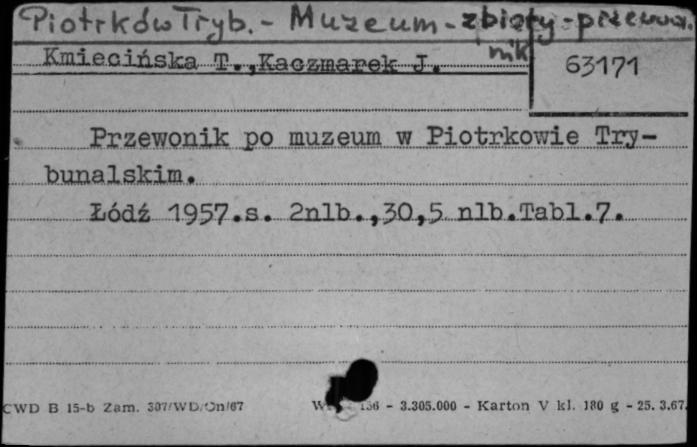 Piotrków Tryb. - Muzeum - zbiory - przewod.
nik
Kmiecińska T., Kaczmarek J.
63171
Przewonik po muzeum w Piotrkowie Try-
bunalskim.
Łódź 1957.s. 2nlb.,30,5 nlb.Tabl.7.
CWD B 15-b Zam. 307/WD/On/67
136 - 3.305.000 - Karton V kl. 180 g - 25. 3.67.